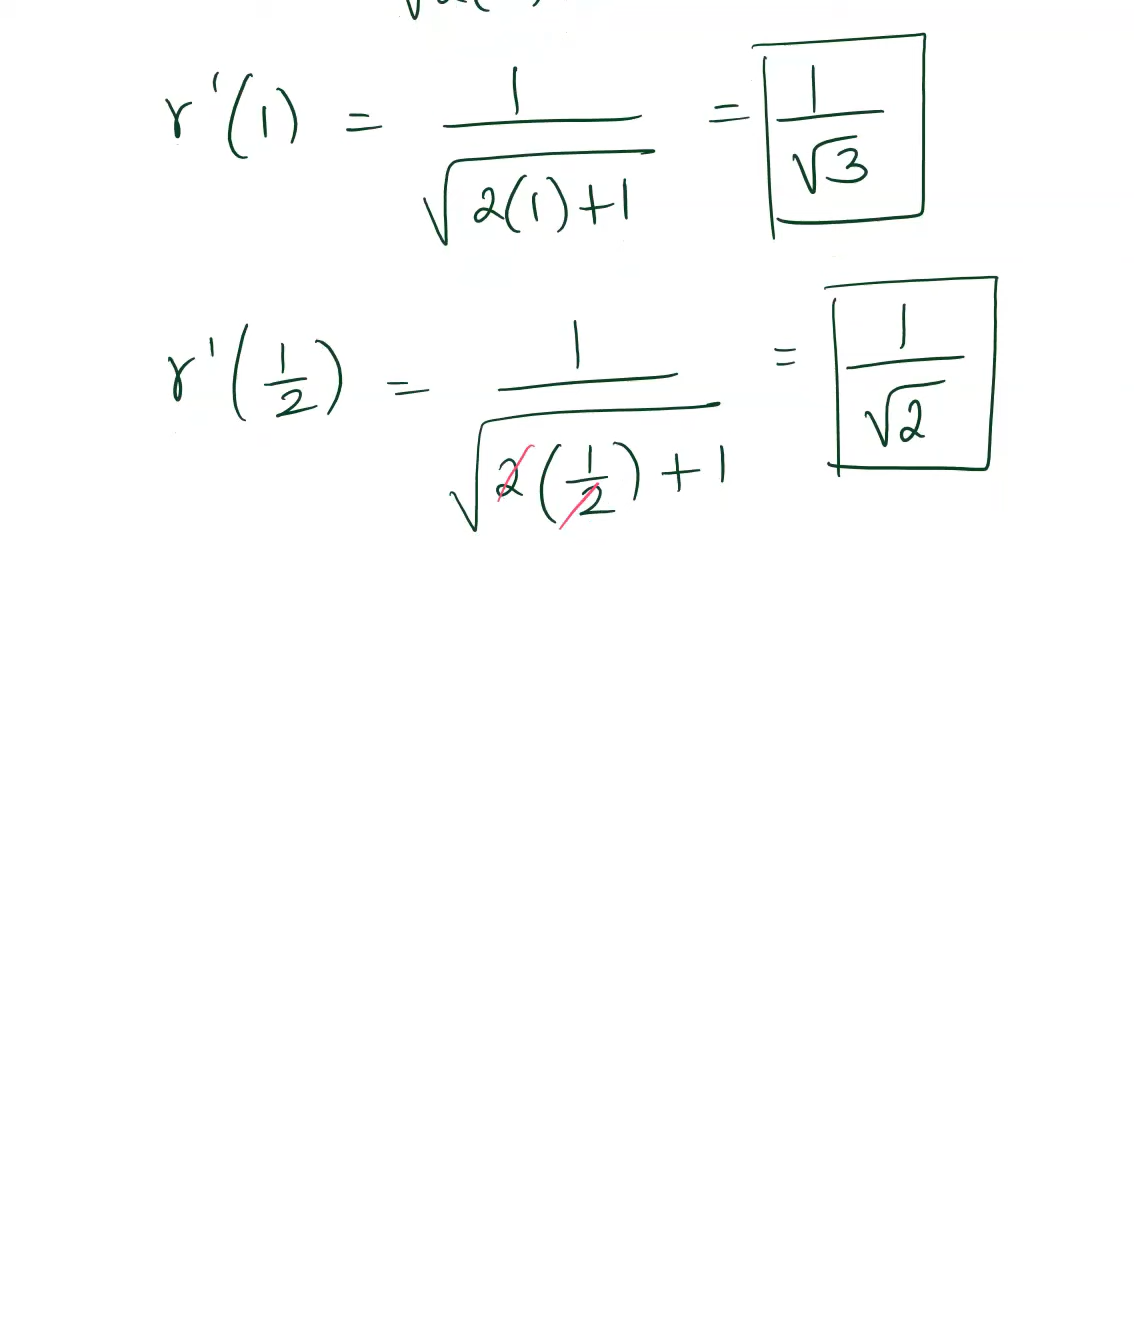 r'(1) = 1/√(2(1)+1) = 1/√3
r'(1/2) = 1/√(2(1/2)+1) = 1/√2